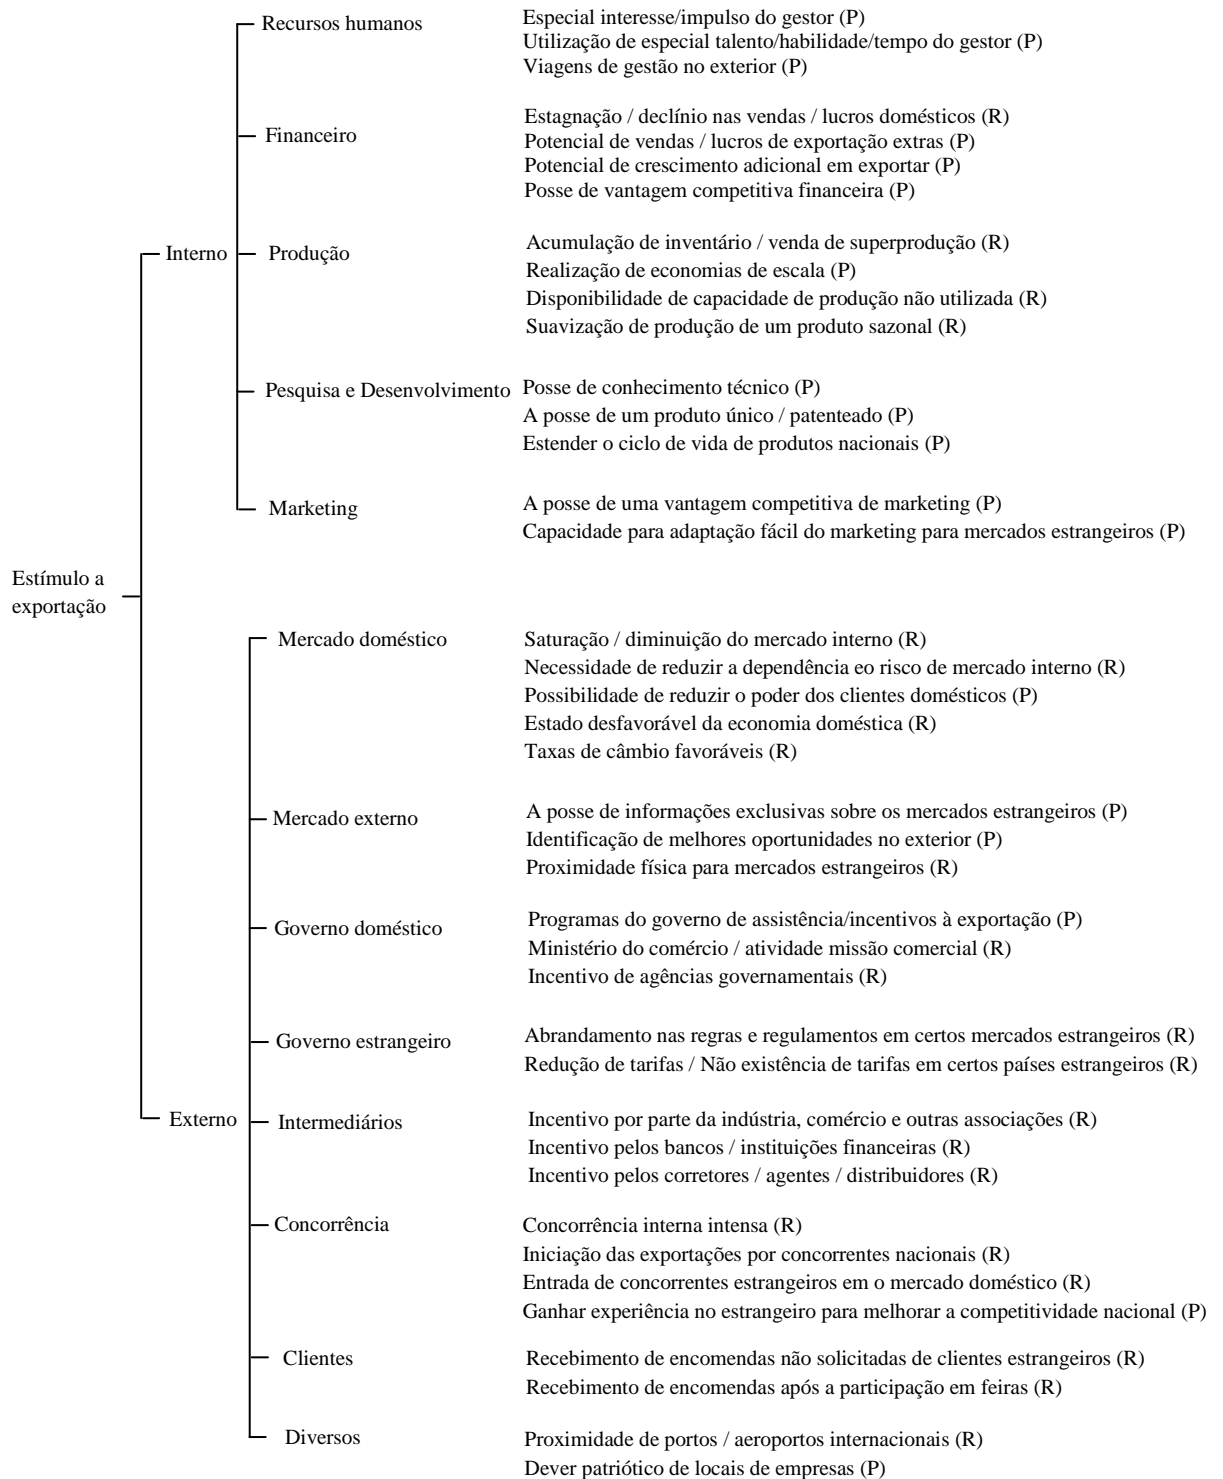 Estímulo a
exportação
Interno
Recursos humanos
Especial interesse/impulso do gestor (P)
Utilização de especial talento/habilidade/tempo do gestor (P)
Viagens de gestão no exterior (P)
Financeiro
Estagnação / declínio nas vendas / lucros domésticos (R)
Potencial de vendas / lucros de exportação extras (P)
Potencial de crescimento adicional em exportar (P)
Posse de vantagem competitiva financeira (P)
Produção
Acumulação de inventário / venda de superprodução (R)
Realização de economias de escala (P)
Disponibilidade de capacidade de produção não utilizada (R)
Suavização de produção de um produto sazonal (R)
Pesquisa e Desenvolvimento
Posse de conhecimento técnico (P)
A posse de um produto único / patenteado (P)
Estender o ciclo de vida de produtos nacionais (P)
Marketing
A posse de uma vantagem competitiva de marketing (P)
Capacidade para adaptação fácil do marketing para mercados estrangeiros (P)
Externo
Mercado doméstico
Saturação / diminuição do mercado interno (R)
Necessidade de reduzir a dependência eo risco de mercado interno (R)
Possibilidade de reduzir o poder dos clientes domésticos (P)
Estado desfavorável da economia doméstica (R)
Taxas de câmbio favoráveis (R)
Mercado externo
A posse de informações exclusivas sobre os mercados estrangeiros (P)
Identificação de melhores oportunidades no exterior (P)
Proximidade física para mercados estrangeiros (R)
Governo doméstico
Programas do governo de assistência/incentivos à exportação (P)
Ministério do comércio / atividade missão comercial (R)
Incentivo de agências governamentais (R)
Governo estrangeiro
Abrandamento nas regras e regulamentos em certos mercados estrangeiros (R)
Redução de tarifas / Não existência de tarifas em certos países estrangeiros (R)
Intermediários
Incentivo por parte da indústria, comércio e outras associações (R)
Incentivo pelos bancos / instituições financeiras (R)
Incentivo pelos corretores / agentes / distribuidores (R)
Concorrência
Concorrência interna intensa (R)
Iniciação das exportações por concorrentes nacionais (R)
Entrada de concorrentes estrangeiros em o mercado doméstico (R)
Ganhar experiência no estrangeiro para melhorar a competitividade nacional (P)
Clientes
Recebimento de encomendas não solicitadas de clientes estrangeiros (R)
Recebimento de encomendas após a participação em feiras (R)
Diversos
Proximidade de portos / aeroportos internacionais (R)
Dever patriótico de locais de empresas (P)